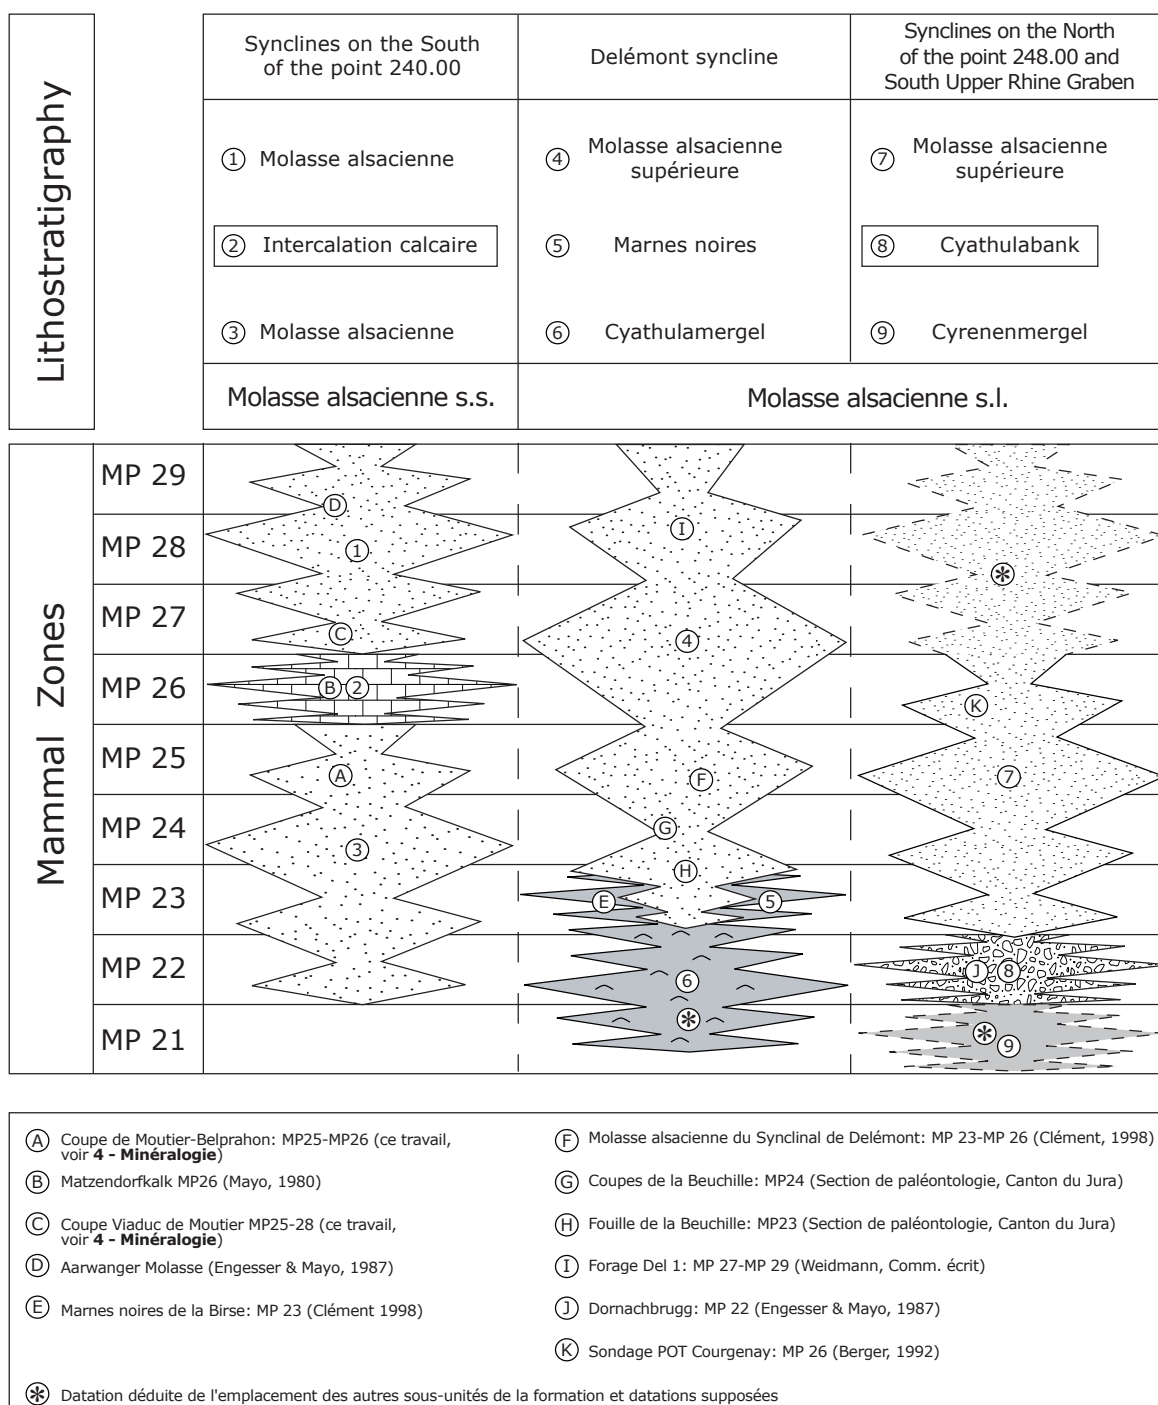 Lithostratigraphy
Synclines on the South
of the point 240.00
Delémont syncline
Synclines on the North
of the point 248.00 and
South Upper Rhine Graben
1 Molasse alsacienne
4 Molasse alsacienne
supérieure
7 Molasse alsacienne
supérieure
2 Intercalation calcaire
5 Marnes noires
8 Cyathulabank
3 Molasse alsacienne
6 Cyathulamergel
9 Cyrenenmergel
Molasse alsacienne s.s.
Molasse alsacienne s.l.
Mammal Zones
MP 29
D
I
MP 28
1
*
MP 27
C
4
MP 26
B 2
K
MP 25
A
F
7
MP 24
3
G
H
MP 23
E
5
MP 22
6
J 8
MP 21
*
* 9
A Coupe de Moutier-Belprahon: MP25-MP26 (ce travail,
voir 4 - Minéralogie)
B Matzendorfkalk MP26 (Mayo, 1980)
C Coupe Viaduc de Moutier MP25-28 (ce travail,
voir 4 - Minéralogie)
D Aarwanger Molasse (Engesser & Mayo, 1987)
E Marnes noires de la Birse: MP 23 (Clément 1998)
F Molasse alsacienne du Synclinal de Delémont: MP 23-MP 26 (Clément, 1998)
G Coupes de la Beuchille: MP24 (Section de paléontologie, Canton du Jura)
H Fouille de la Beuchille: MP23 (Section de paléontologie, Canton du Jura)
I Forage Del 1: MP 27-MP 29 (Weidmann, Comm. écrit)
J Dornachbrugg: MP 22 (Engesser & Mayo, 1987)
K Sondage POT Courgenay: MP 26 (Berger, 1992)
* Datation déduite de l'emplacement des autres sous-unités de la formation et datations supposées